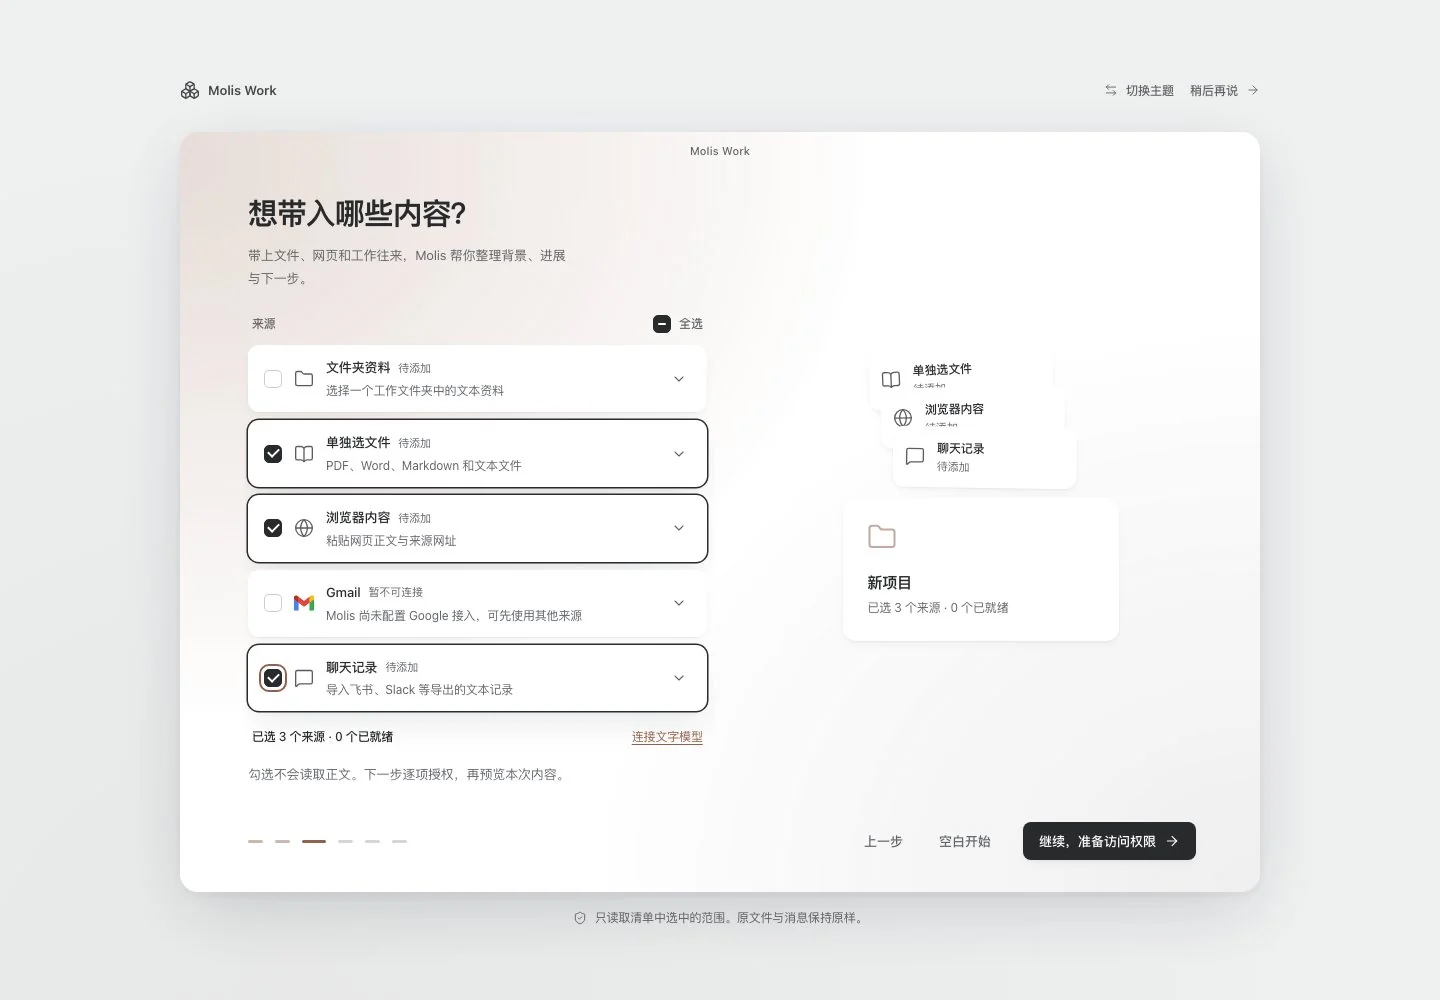 Molis Work
切换主题
稍后再说
Molis Work
想带入哪些内容?
带上文件、网页和工作往来，Molis 帮你整理背景、进展
与下一步。
来源
全选
文件夹资料 待添加
选择一个工作文件夹中的文本资料
单独选文件 待添加
PDF、Word、Markdown 和文本文件
浏览器内容 待添加
粘贴网页正文与来源网址
Gmail 暂不可连接
Molis 尚未配置 Google 接入，可先使用其他来源
聊天记录 待添加
导入飞书、Slack 等导出的文本记录
已选 3 个来源 · 0 个已就绪
连接文字模型
勾选不会读取正文。下一步逐项授权，再预览本次内容。
单独选文件
待添加
浏览器内容
待添加
聊天记录
待添加
新项目
已选 3 个来源 · 0 个已就绪
上一步
空白开始
继续，准备访问权限
只读取清单中选中的范围。原文件与消息保持原样。